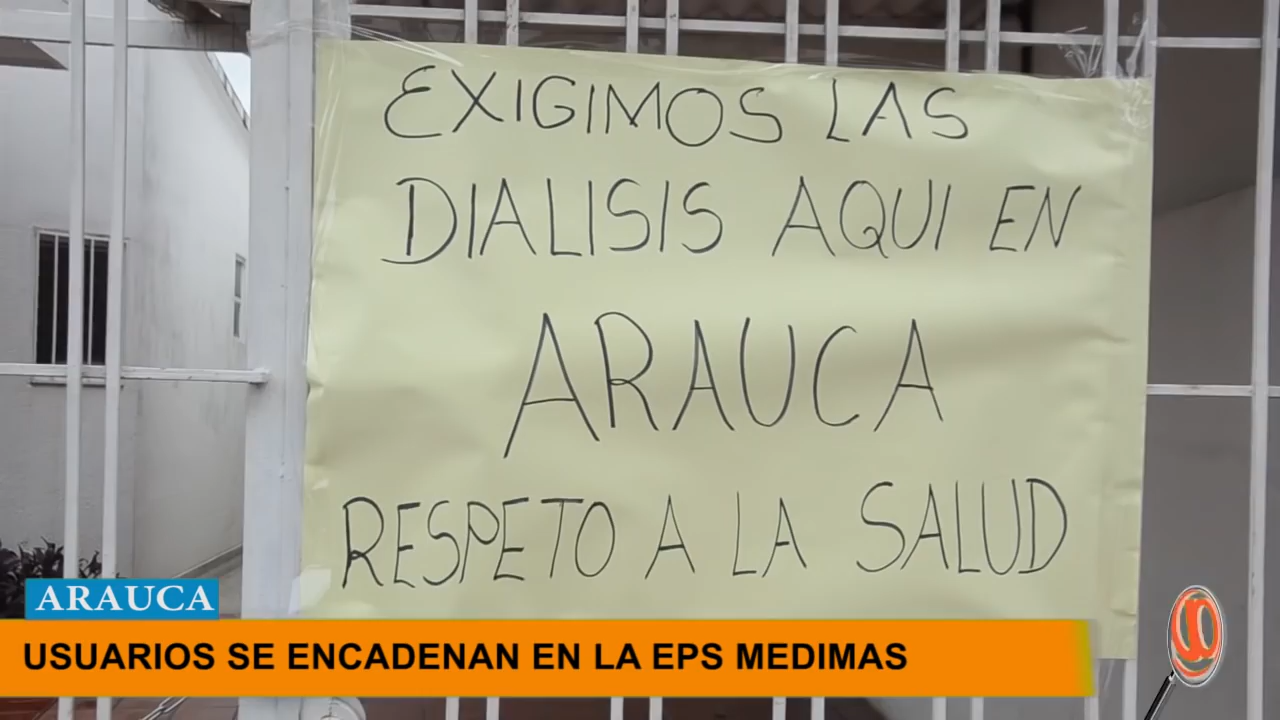 EXIGIMOS LAS
DIALISIS AQUI EN
ARAUCA
RESPETO A LA SALUD
ARAUCA
USUARIOS SE ENCADENAN EN LA EPS MEDIMAS